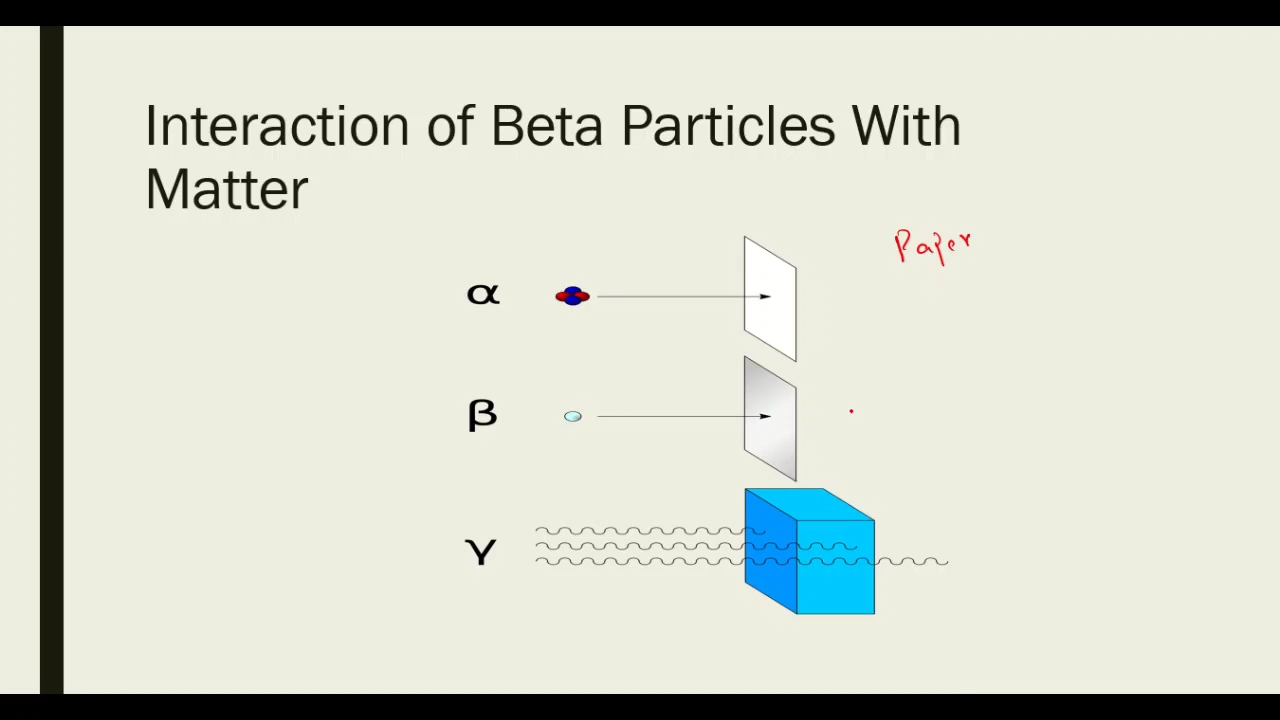 Interaction of Beta Particles With
Matter
Paper
α
β
γ